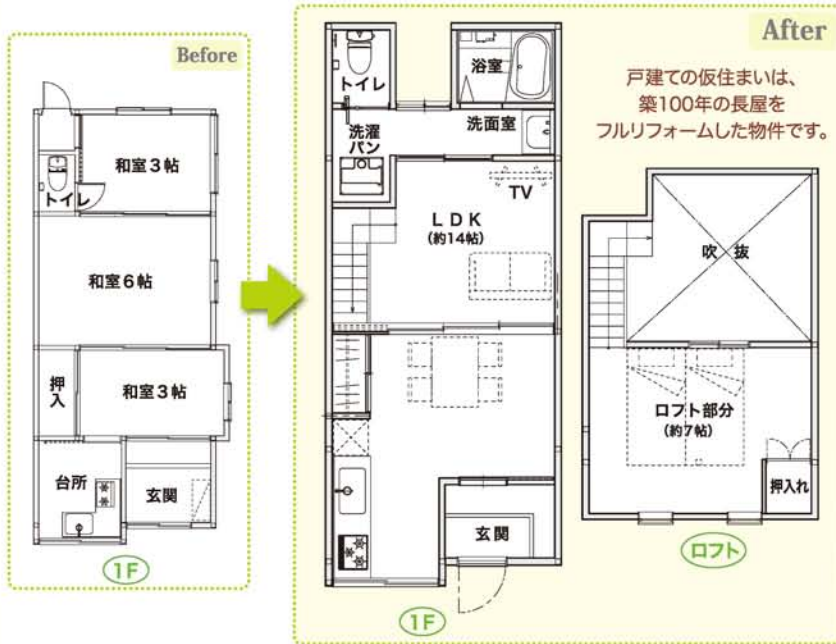 Before
和室3帖
トイレ
和室6帖
押入
和室3帖
台所
玄関
1F
After
戸建ての仮住まいは、
築100年の長屋を
フルリフォームした物件です。
トイレ
浴室
洗濯
パン
洗面室
TV
LDK
(約14帖)
玄関
1F
吹抜
ロフト部分
(約7帖)
押入れ
ロフト